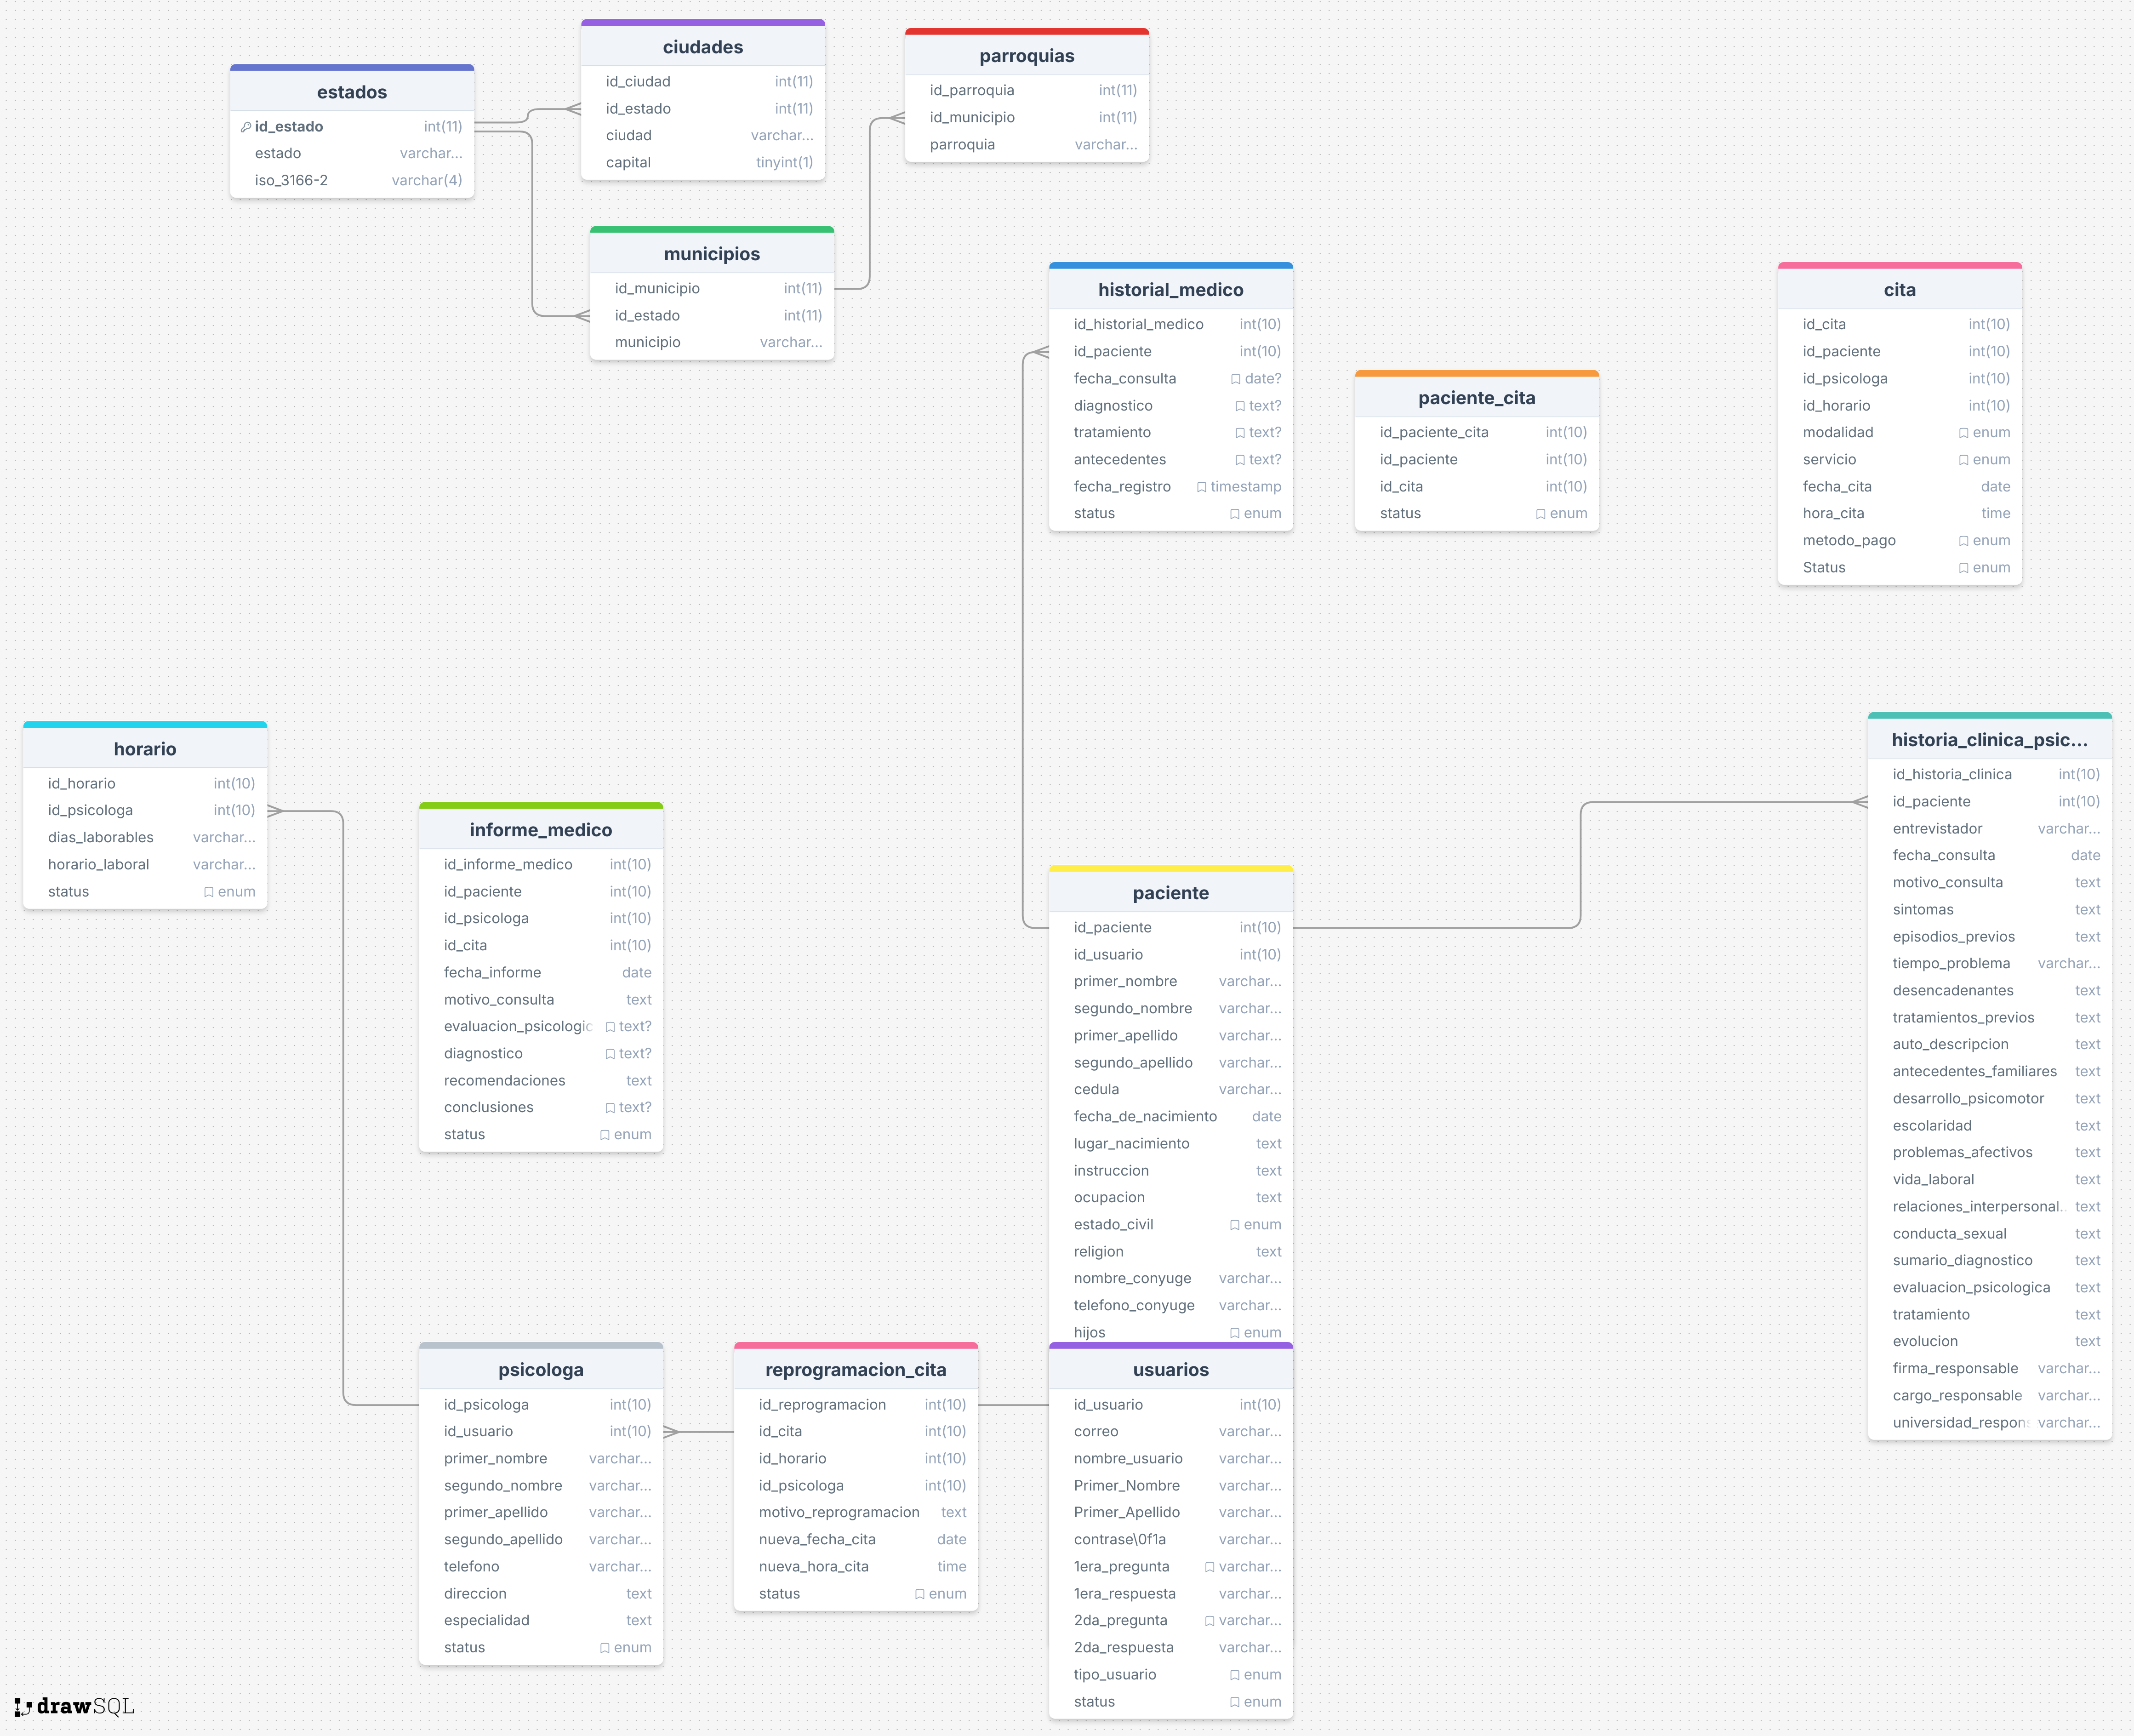 estados
id_estado int(11)
estado varchar...
iso_3166-2 varchar(4)
ciudades
id_ciudad int(11)
id_estado int(11)
ciudad varchar...
capital tinyint(1)
parroquias
id_parroquia int(11)
id_municipio int(11)
parroquia varchar...
municipios
id_municipio int(11)
id_estado int(11)
municipio varchar...
historial_medico
id_historial_medico int(10)
id_paciente int(10)
fecha_consulta date?
diagnostico text?
tratamiento text?
antecedentes text?
fecha_registro timestamp
status enum
paciente_cita
id_paciente_cita int(10)
id_paciente int(10)
id_cita int(10)
status enum
cita
id_cita int(10)
id_paciente int(10)
id_psicologa int(10)
id_horario int(10)
modalidad enum
servicio enum
fecha_cita date
hora_cita time
metodo_pago enum
Status enum
horario
id_horario int(10)
id_psicologa int(10)
dias_laborables varchar...
horario_laboral varchar...
status enum
informe_medico
id_informe_medico int(10)
id_paciente int(10)
id_psicologa int(10)
id_cita int(10)
fecha_informe date
motivo_consulta text
evaluacion_psicologic text?
diagnostico text?
recomendaciones text
conclusiones text?
status enum
paciente
id_paciente int(10)
id_usuario int(10)
primer_nombre varchar...
segundo_nombre varchar...
primer_apellido varchar...
segundo_apellido varchar...
cedula varchar...
fecha_de_nacimiento date
lugar_nacimiento text
instruccion text
ocupacion text
estado_civil enum
religion text
nombre_conyuge varchar...
telefono_conyuge varchar...
hijos enum
historia_clinica_psic...
id_historia_clinica int(10)
id_paciente int(10)
entrevistador varchar...
fecha_consulta date
motivo_consulta text
sintomas text
episodios_previos text
tiempo_problema varchar...
desencadenantes text
tratamientos_previos text
auto_descripcion text
antecedentes_familiares text
desarrollo_psicomotor text
escolaridad text
problemas_afectivos text
vida_laboral text
relaciones_interpersonal.. text
conducta_sexual text
sumario_diagnostico text
evaluacion_psicologica text
tratamiento text
evolucion text
firma_responsable varchar...
cargo_responsable varchar...
universidad_respon varchar...
psicologa
id_psicologa int(10)
id_usuario int(10)
primer_nombre varchar...
segundo_nombre varchar...
primer_apellido varchar...
segundo_apellido varchar...
telefono varchar...
direccion text
especialidad text
status enum
reprogramacion_cita
id_reprogramacion int(10)
id_cita int(10)
id_horario int(10)
id_psicologa int(10)
motivo_reprogramacion text
nueva_fecha_cita date
nueva_hora_cita time
status enum
usuarios
id_usuario int(10)
correo varchar...
nombre_usuario varchar...
Primer_Nombre varchar...
Primer_Apellido varchar...
contrase\0f1a varchar...
1era_pregunta varchar...
1era_respuesta varchar...
2da_pregunta varchar...
2da_respuesta varchar...
tipo_usuario enum
status enum
drawSQL